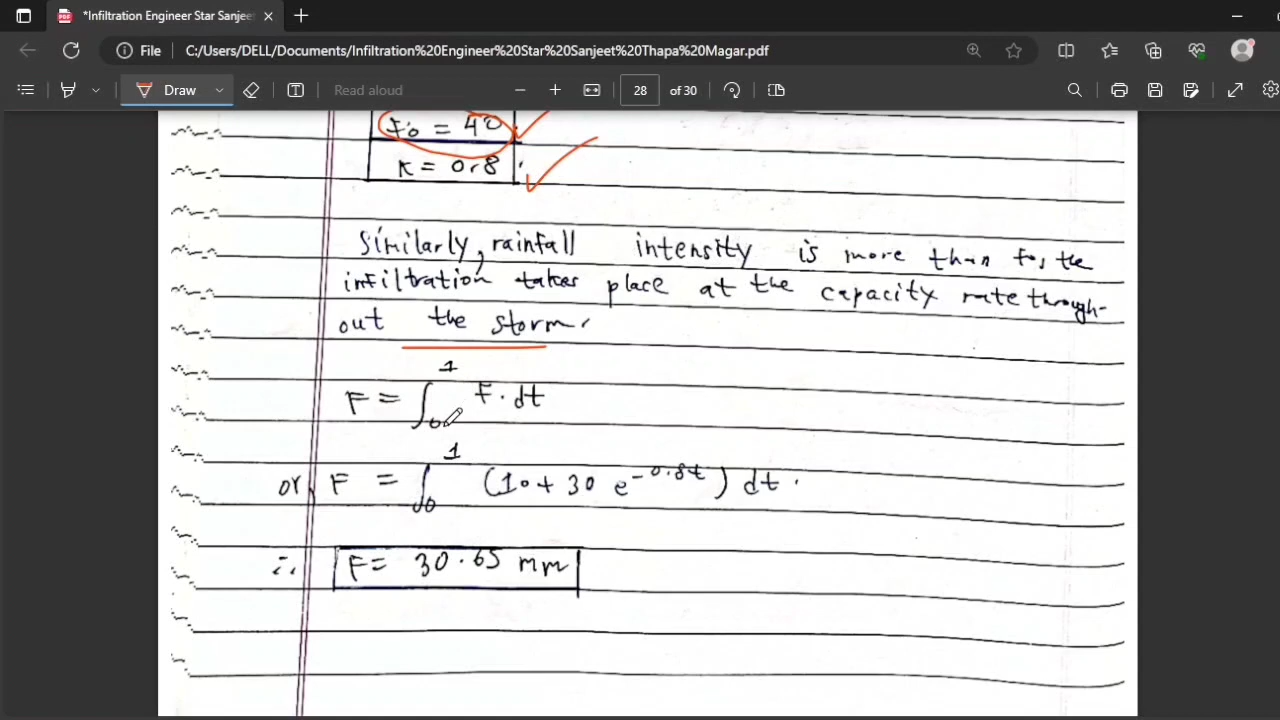 *Infiltration Engineer Star Sanjee
File C:/Users/DELL/Documents/Infiltration%20Engineer%20Star%20Sanjeet%20Thapa%20Magar.pdf
Draw Read aloud 28 of 30
Fo = 40
K = 0.8
Similarly, rainfall intensity is more than fo, the
infiltration takes place at the capacity rate through-
out the storm.
F = ∫₀¹ F. dt
or, F = ∫₀¹ (10 + 30 e^-0.8t) dt.
∴ F = 30.65 mm